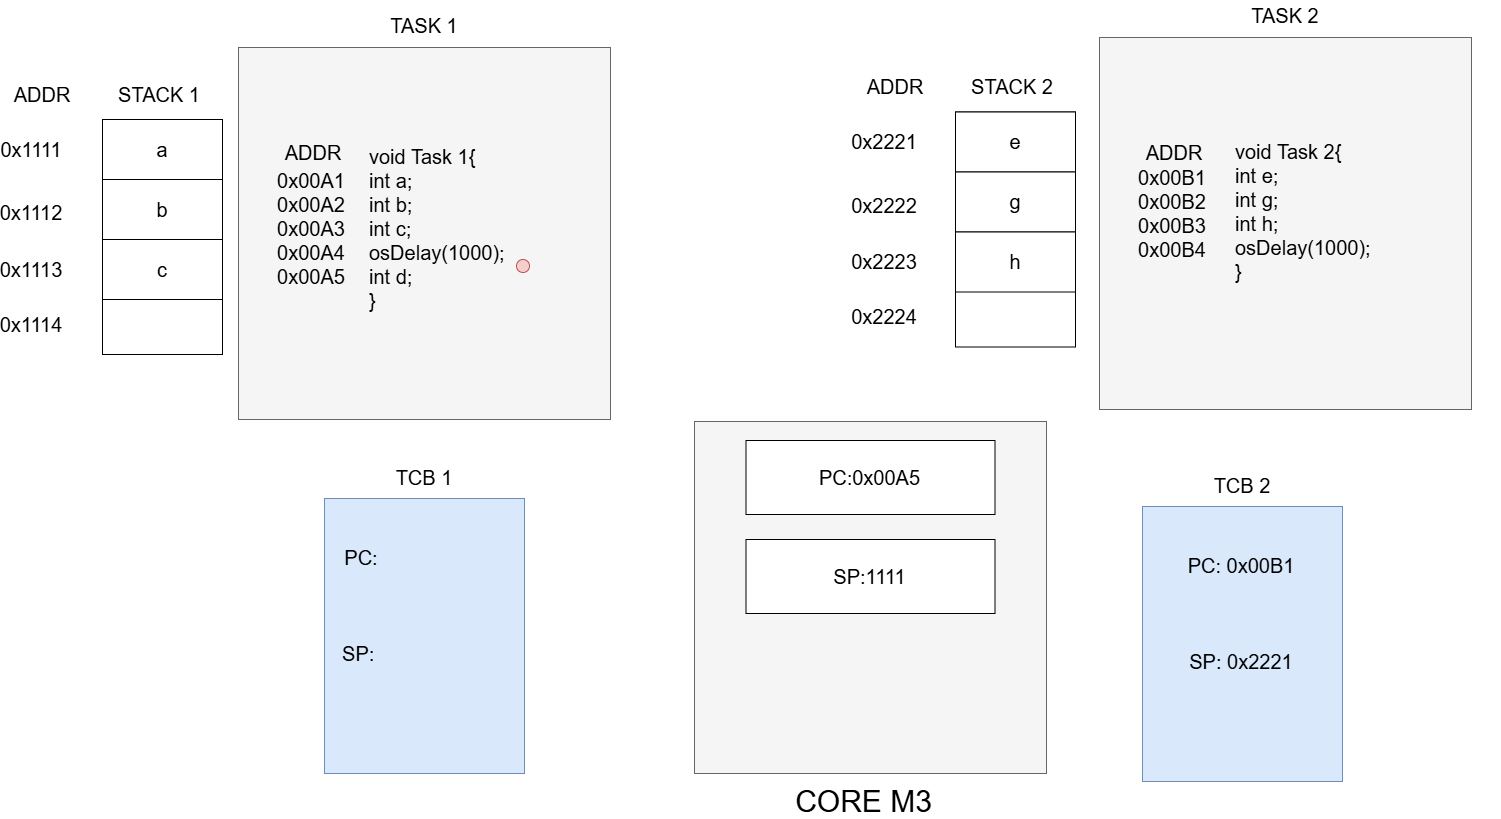 TASK 1
ADDR
STACK 1
0x1111
a
0x1112
b
0x1113
c
0x1114
ADDR
void Task 1{
0x00A1
int a;
0x00A2
int b;
0x00A3
int c;
0x00A4
osDelay(1000);
0x00A5
int d;
}
TASK 2
ADDR
STACK 2
0x2221
e
0x2222
g
0x2223
h
0x2224
ADDR
void Task 2{
0x00B1
int e;
0x00B2
int g;
0x00B3
int h;
0x00B4
osDelay(1000);
}
TCB 1
PC:
SP:
PC:0x00A5
SP:1111
CORE M3
TCB 2
PC: 0x00B1
SP: 0x2221